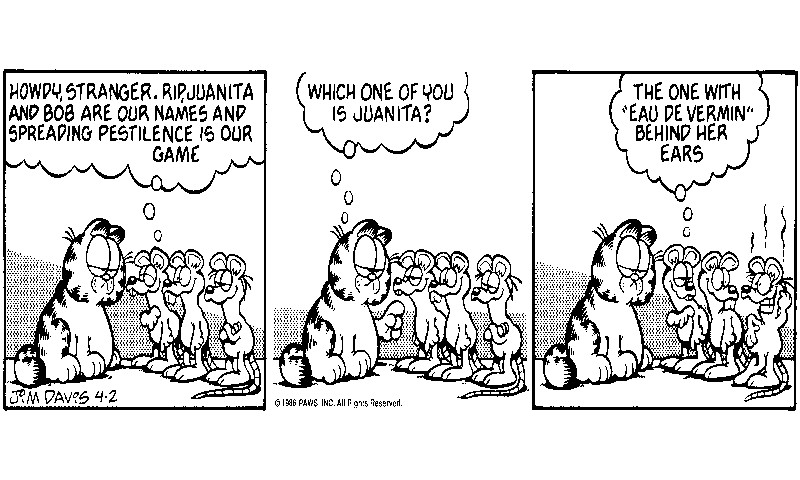 HOWDY, STRANGER. RIP, JUANITA
AND BOB ARE OUR NAMES AND
SPREADING PESTILENCE IS OUR
GAME
WHICH ONE OF YOU
IS JUANITA?
THE ONE WITH
"EAU DE VERMIN"
BEHIND HER
EARS
JIM DAVIS 4-2
© 1986 PAWS, INC. All Rights Reserved.